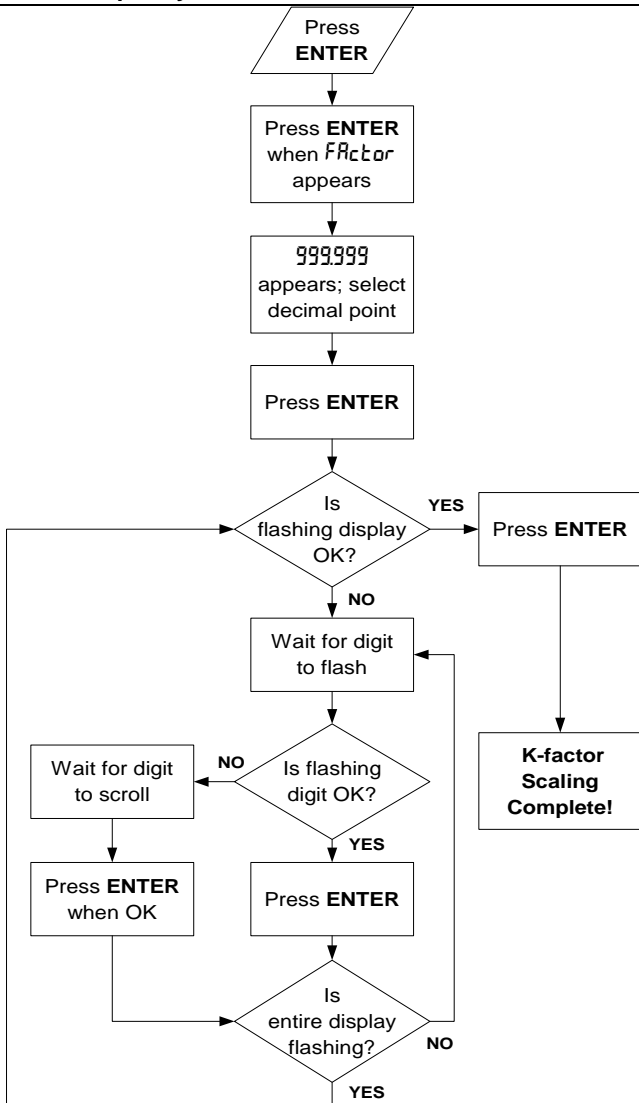 Press
ENTER
Press ENTER
when FActor
appears
999.999
appears; select
decimal point
Press ENTER
Is
flashing display
OK?
YES
Press ENTER
NO
Wait for digit
to flash
Is flashing
digit OK?
NO
Wait for digit
to scroll
YES
K-factor
Scaling
Complete!
Press ENTER
when OK
Press ENTER
Is
entire display
flashing?
NO
YES